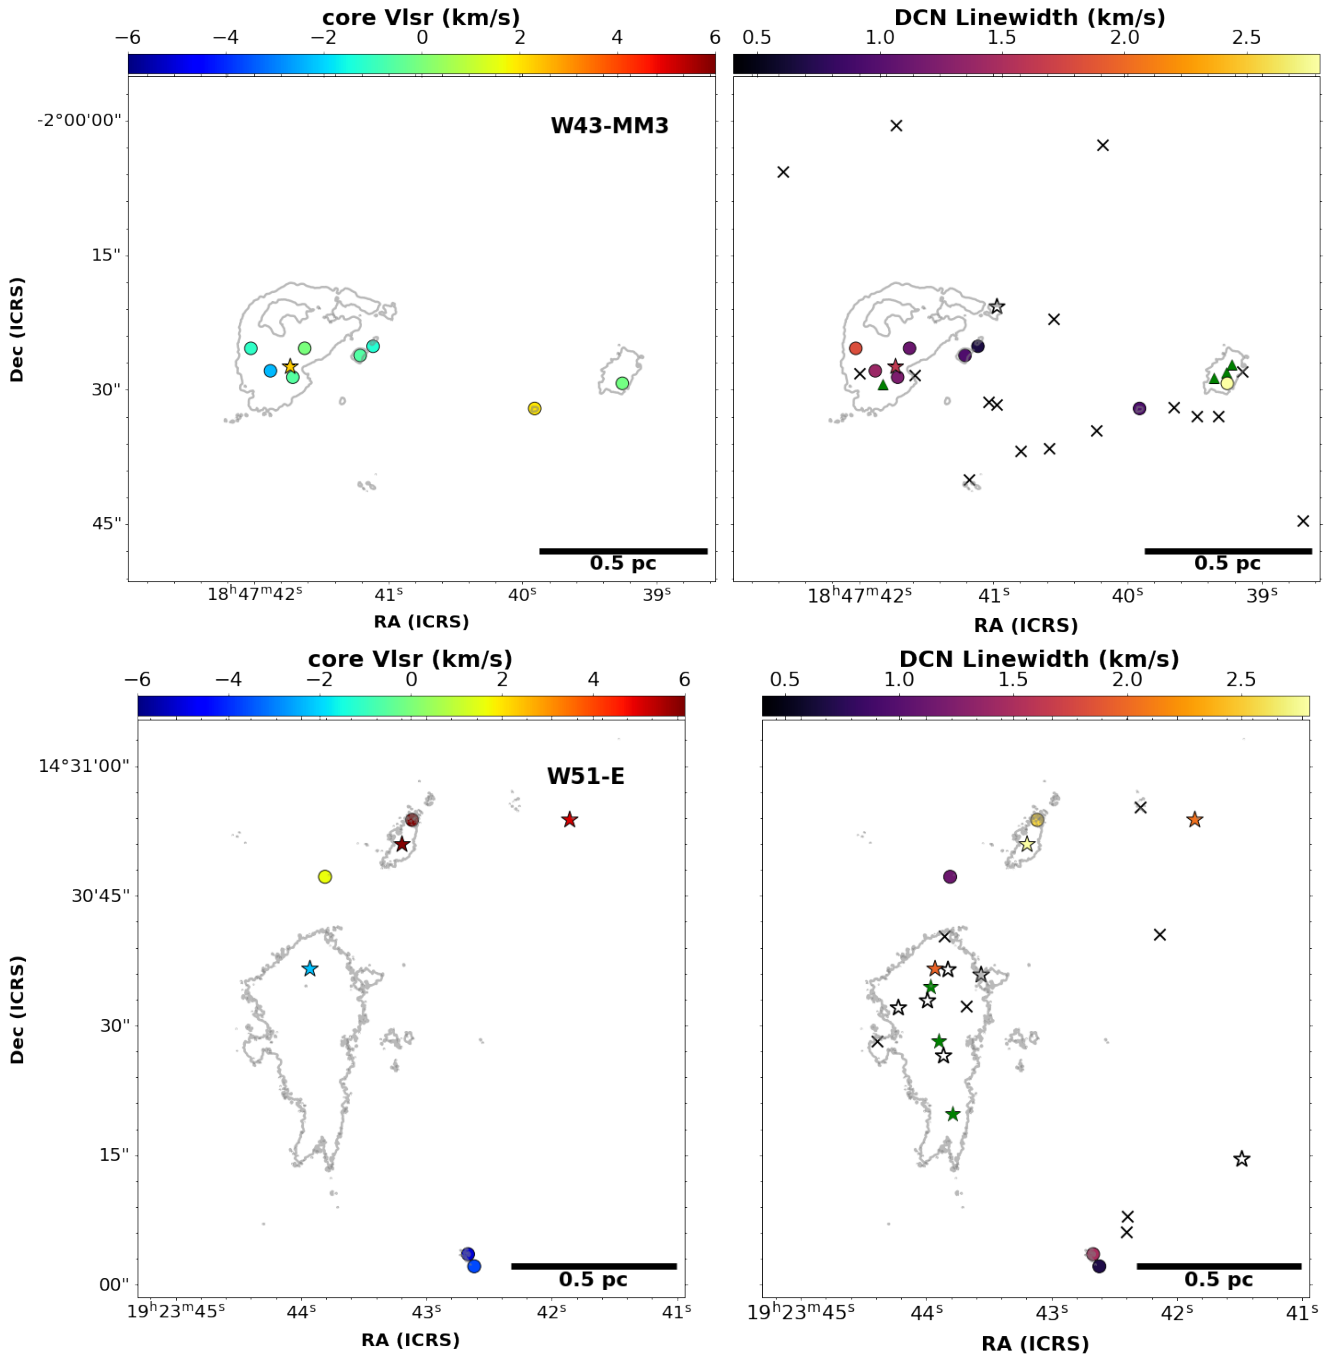 core Vlsr (km/s) DCN Linewidth (km/s)
−6 −4 −2 0 2 4 6 0.5 1.0 1.5 2.0 2.5
-2°00'00" W43-MM3
15"
Dec (ICRS)
30"
45"
0.5 pc 0.5 pc
18h47m42s 41s 40s 39s 18h47m42s 41s 40s 39s
RA (ICRS) RA (ICRS)
core Vlsr (km/s) DCN Linewidth (km/s)
−6 −4 −2 0 2 4 6 0.5 1.0 1.5 2.0 2.5
14°31'00" W51-E
30'45"
Dec (ICRS)
30"
15"
00" 0.5 pc 0.5 pc
19h23m45s 44s 43s 42s 41s 19h23m45s 44s 43s 42s 41s
RA (ICRS) RA (ICRS)